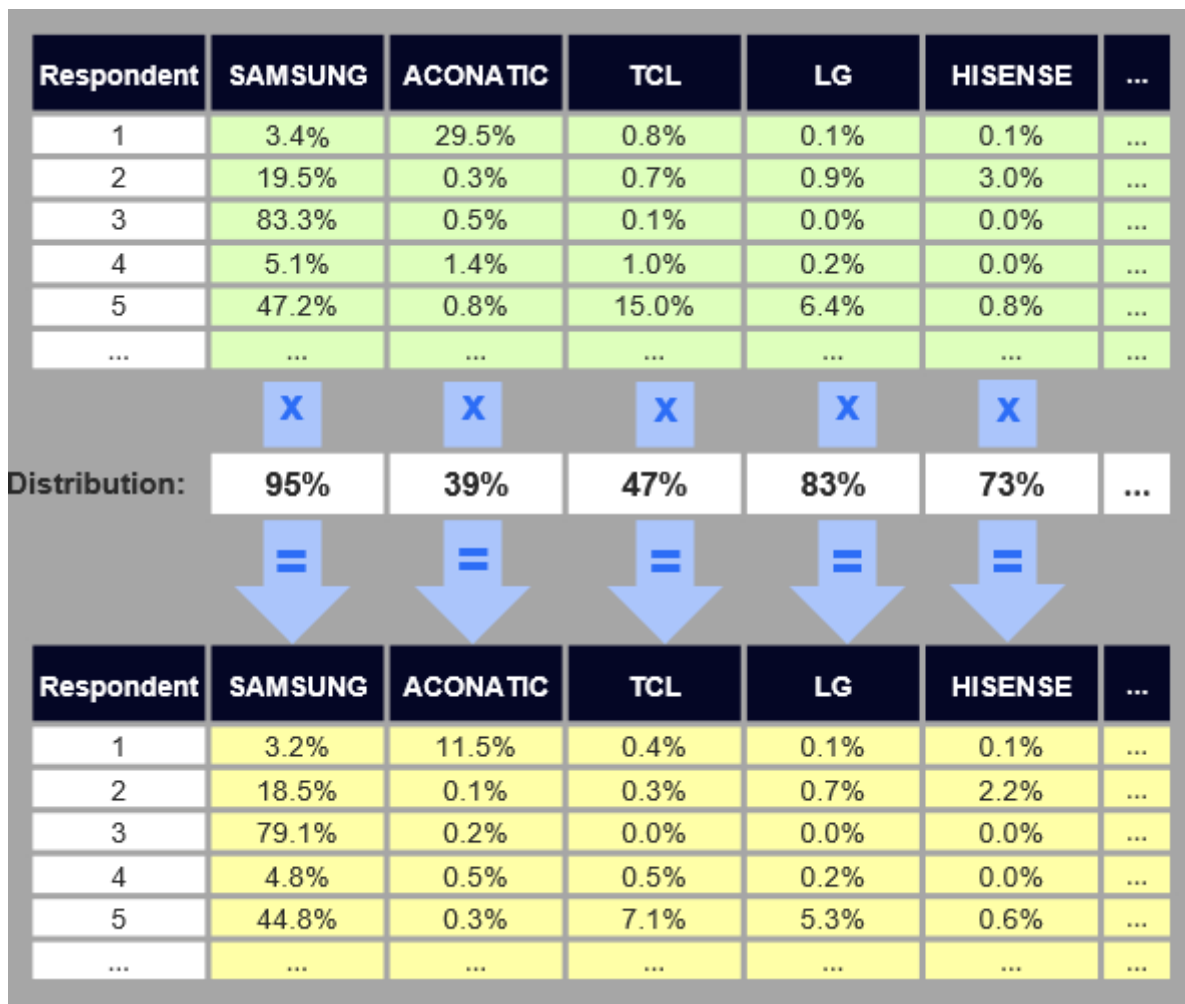 Respondent SAMSUNG ACONATIC TCL LG HISENSE ...
1 3.4% 29.5% 0.8% 0.1% 0.1% ...
2 19.5% 0.3% 0.7% 0.9% 3.0% ...
3 83.3% 0.5% 0.1% 0.0% 0.0% ...
4 5.1% 1.4% 1.0% 0.2% 0.0% ...
5 47.2% 0.8% 15.0% 6.4% 0.8% ...
... ... ... ... ... ... ...
x x x x x
Distribution: 95% 39% 47% 83% 73% ...
= = = = =
Respondent SAMSUNG ACONATIC TCL LG HISENSE ...
1 3.2% 11.5% 0.4% 0.1% 0.1% ...
2 18.5% 0.1% 0.3% 0.7% 2.2% ...
3 79.1% 0.2% 0.0% 0.0% 0.0% ...
4 4.8% 0.5% 0.5% 0.2% 0.0% ...
5 44.8% 0.3% 7.1% 5.3% 0.6% ...
... ... ... ... ... ... ...